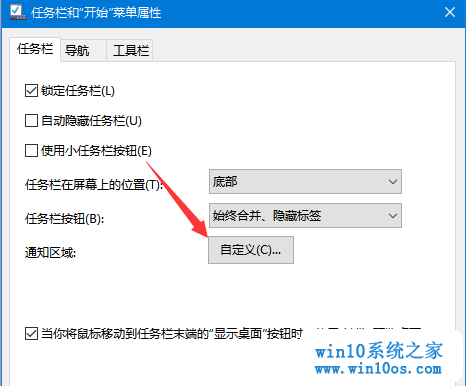 任务栏和“开始”菜单属性
任务栏 导航 工具栏
锁定任务栏(L)
自动隐藏任务栏(U)
使用小任务栏按钮(E)
任务栏在屏幕上的位置(T): 底部
任务栏按钮(B): 始终合并、隐藏标签
通知区域: 自定义(C)...
当你将鼠标移动到任务栏末端的“显示桌面”按钮时
win10系统之家
www.win10os.com